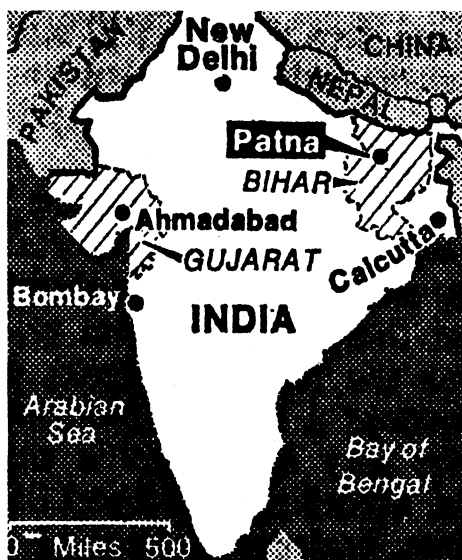 New
Delhi
PAKISTAN
CHINA
NEPAL
Patna
BIHAR
Ahmadabad
GUJARAT
Calcutta
Bombay
INDIA
Arabian
Sea
Bay of
Bengal
0 Miles 500